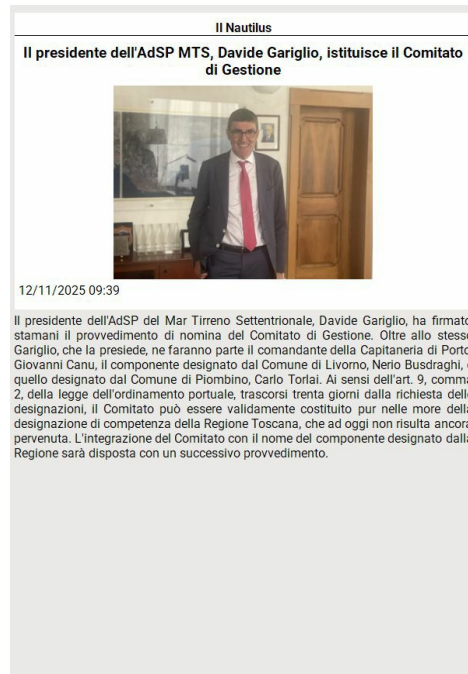 Il Nautilus
Il presidente dell'AdSP MTS, Davide Gariglio, istituisce il Comitato
di Gestione
12/11/2025 09:39
Il presidente dell'AdSP del Mar Tirreno Settentrionale, Davide Gariglio, ha firmato
stamani il provvedimento di nomina del Comitato di Gestione. Oltre allo stesso
Gariglio, che la presiede, ne faranno parte il comandante della Capitaneria di Porto
Giovanni Canu, il componente designato dal Comune di Livorno, Nerio Busdraghi, e
quello designato dal Comune di Piombino, Carlo Torlai. Ai sensi dell'art. 9, comma
2, della legge dell'ordinamento portuale, trascorsi trenta giorni dalla richiesta delle
designazioni, il Comitato può essere validamente costituito pur nelle more della
designazione di competenza della Regione Toscana, che ad oggi non risulta ancora
pervenuta. L'integrazione del Comitato con il nome del componente designato dalla
Regione sarà disposta con un successivo provvedimento.